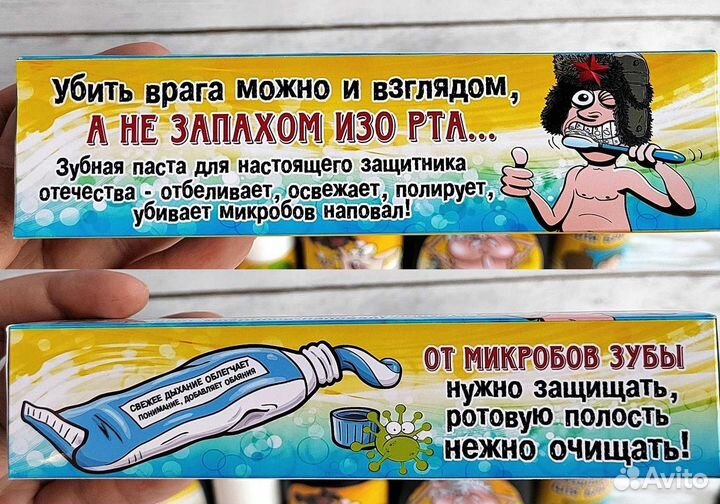 Убить врага можно и взглядом,
А НЕ ЗАПАХОМ ИЗО РТА...
Зубная паста для настоящего защитника
отечества - отбеливает, освежает, полирует,
убивает микробов наповал!
СВЕЖЕЕ ДЫХАНИЕ ОБЛЕГЧАЕТ
ПОНИМАНИЕ, ДОБАВЛЯЕТ ОБАЯНИЯ
ОТ МИКРОБОВ ЗУБЫ
нужно защищать,
ротовую полость
нежно очищать!
Avito